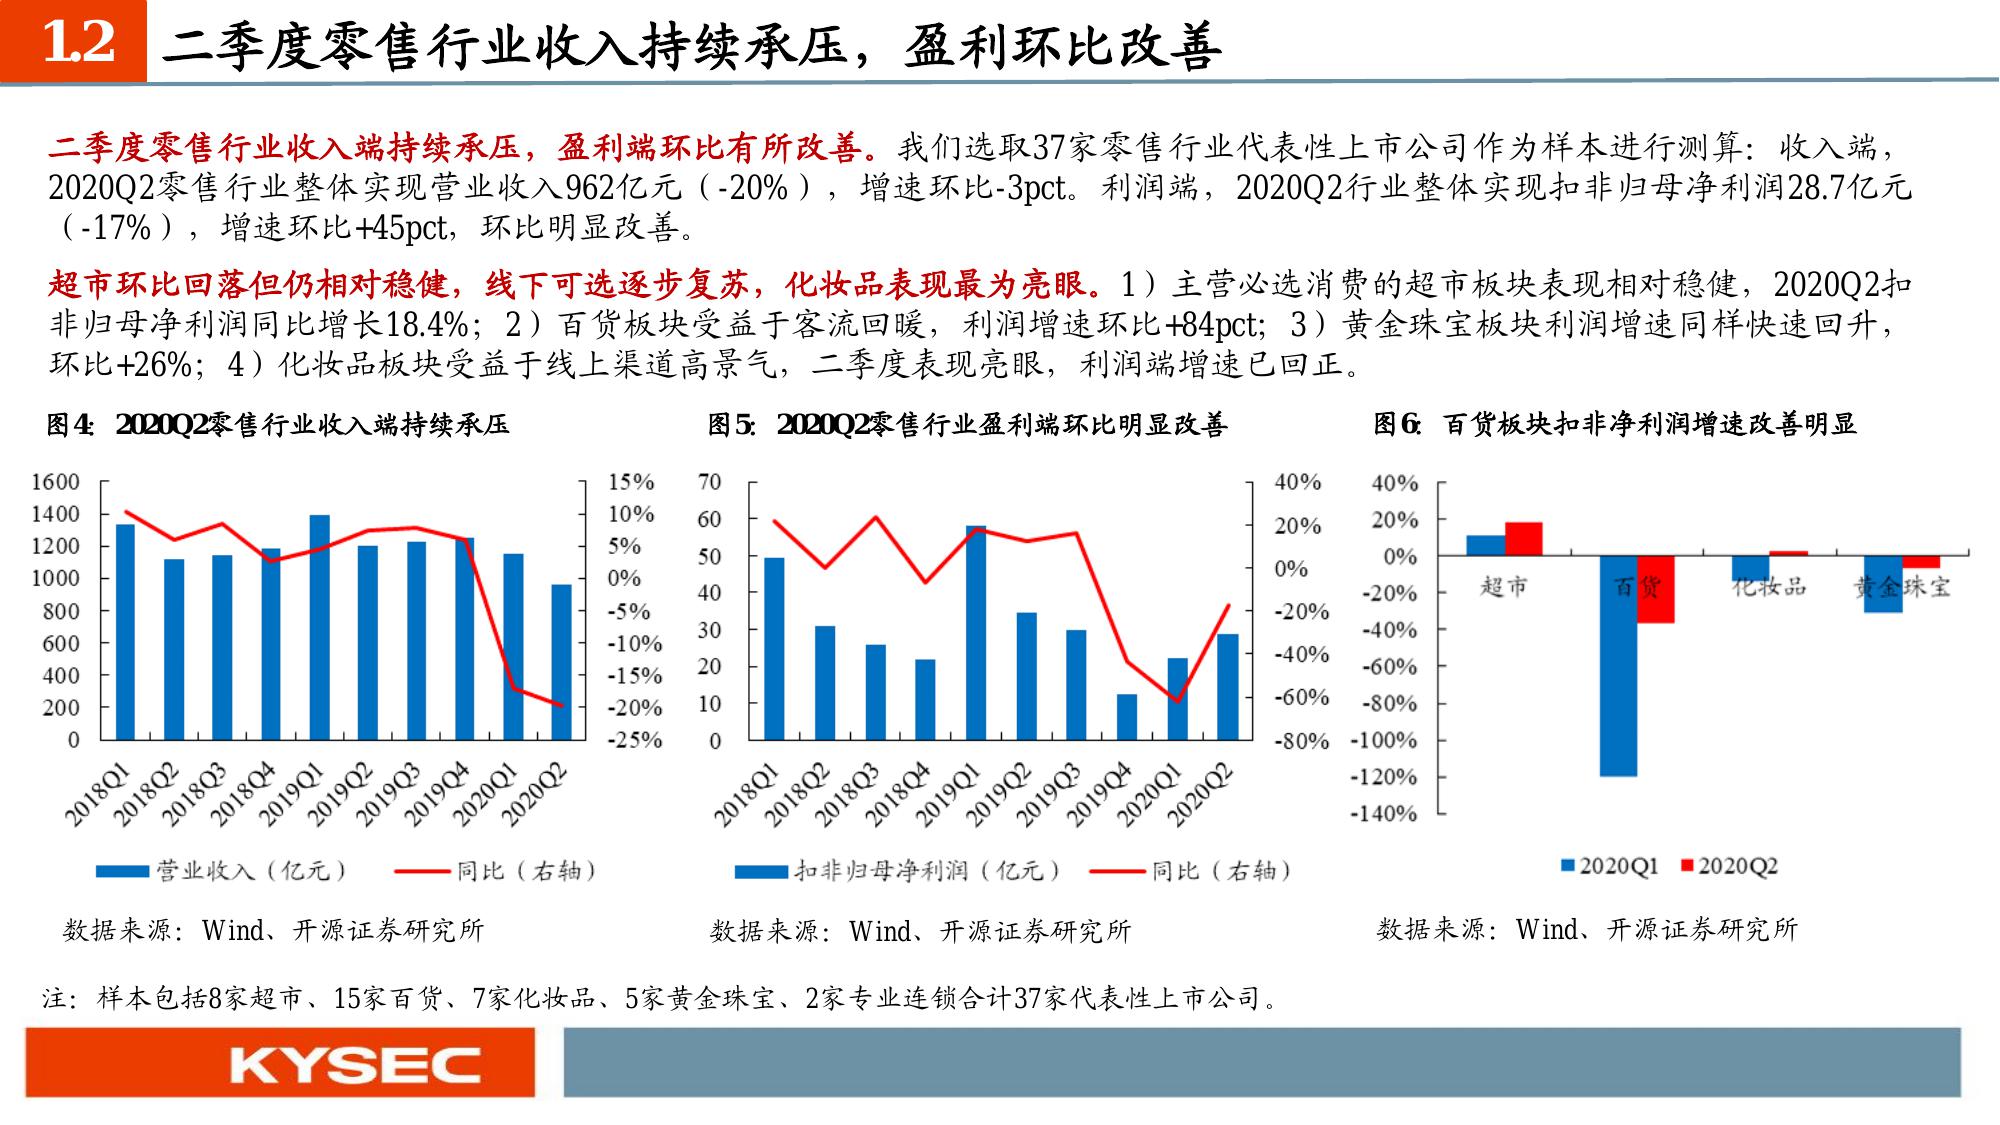 1.2 二季度零售行业收入持续承压，盈利环比改善
二季度零售行业收入端持续承压，盈利端环比有所改善。我们选取37家零售行业代表性上市公司作为样本进行测算：收入端，
2020Q2零售行业整体实现营业收入962亿元（-20%），增速环比-3pct。利润端，2020Q2行业整体实现扣非归母净利润28.7亿元
（-17%），增速环比+45pct，环比明显改善。
超市环比回落但仍相对稳健，线下可选逐步复苏，化妆品表现最为亮眼。1）主营必选消费的超市板块表现相对稳健，2020Q2扣
非归母净利润同比增长18.4%；2）百货板块受益于客流回暖，利润增速环比+84pct；3）黄金珠宝板块利润增速同样快速回升，
环比+26%；4）化妆品板块受益于线上渠道高景气，二季度表现亮眼，利润端增速已回正。
图4：2020Q2零售行业收入端持续承压
1600
1400
1200
1000
800
600
400
200
0
15%
10%
5%
0%
-5%
-10%
-15%
-20%
-25%
2018Q1
2018Q2
2018Q3
2018Q4
2019Q1
2019Q2
2019Q3
2019Q4
2020Q1
2020Q2
营业收入（亿元） 同比（右轴）
数据来源：Wind、开源证券研究所
图5：2020Q2零售行业盈利端环比明显改善
70
60
50
40
30
20
10
0
40%
20%
0%
-20%
-40%
-60%
-80%
2018Q1
2018Q2
2018Q3
2018Q4
2019Q1
2019Q2
2019Q3
2019Q4
2020Q1
2020Q2
扣非归母净利润（亿元） 同比（右轴）
数据来源：Wind、开源证券研究所
图6：百货板块扣非净利润增速改善明显
40%
20%
0%
-20%
-40%
-60%
-80%
-100%
-120%
-140%
超市 百货 化妆品 黄金珠宝
2020Q1 2020Q2
数据来源：Wind、开源证券研究所
注：样本包括8家超市、15家百货、7家化妆品、5家黄金珠宝、2家专业连锁合计37家代表性上市公司。
KYSEC